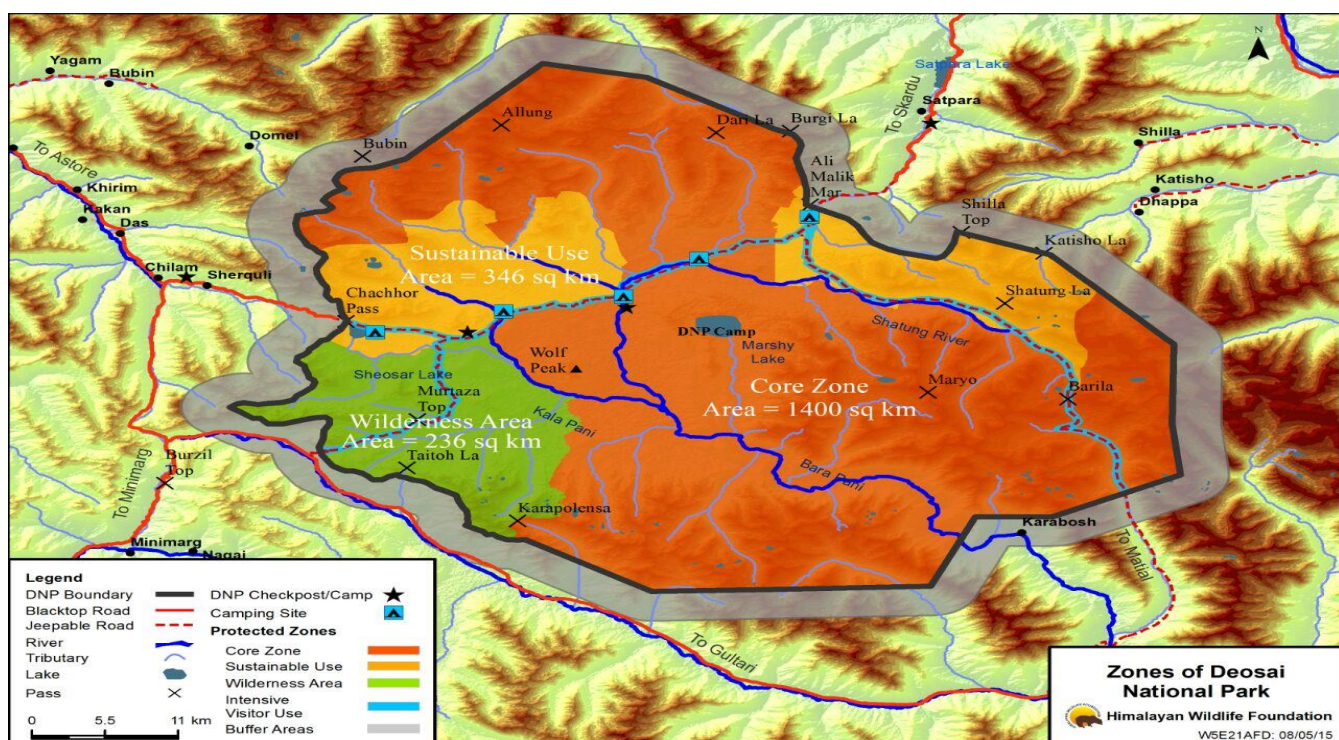 Yagam
Bubin
Domel
To Astore
Khirim
Kakan
Das
Chilam
Sherquli
Bubin
Allung
Dari La
Burgi La
To Skardu
Satpara Lake
Satpara
N
Shilla
Katisho
Dhappa
Ali
Malik
Mar
Shilla
Top
Katisho La
Sustainable Use
Area = 346 sq km
Chachhor
Pass
Shatung La
Shatung River
DNP Camp
Marshy
Lake
Wolf
Peak
Sheosar Lake
Murtaza
Top
Core Zone
Area = 1400 sq km
Maryo
Barila
Wilderness Area
Area = 236 sq km
Kala Pani
Taitoh La
Bara Pani
Karapolensa
Burzil
Top
To Minimarg
Minimarg
Nagai
Karabosh
To Matial
To Gultari
Legend
DNP Boundary
Blacktop Road
Jeepable Road
River
Tributary
Lake
Pass
0 5.5 11 km
DNP Checkpost/Camp
Camping Site
Protected Zones
Core Zone
Sustainable Use
Wilderness Area
Intensive
Visitor Use
Buffer Areas
Zones of Deosai
National Park
Himalayan Wildlife Foundation
W5E21AFD: 08/05/15